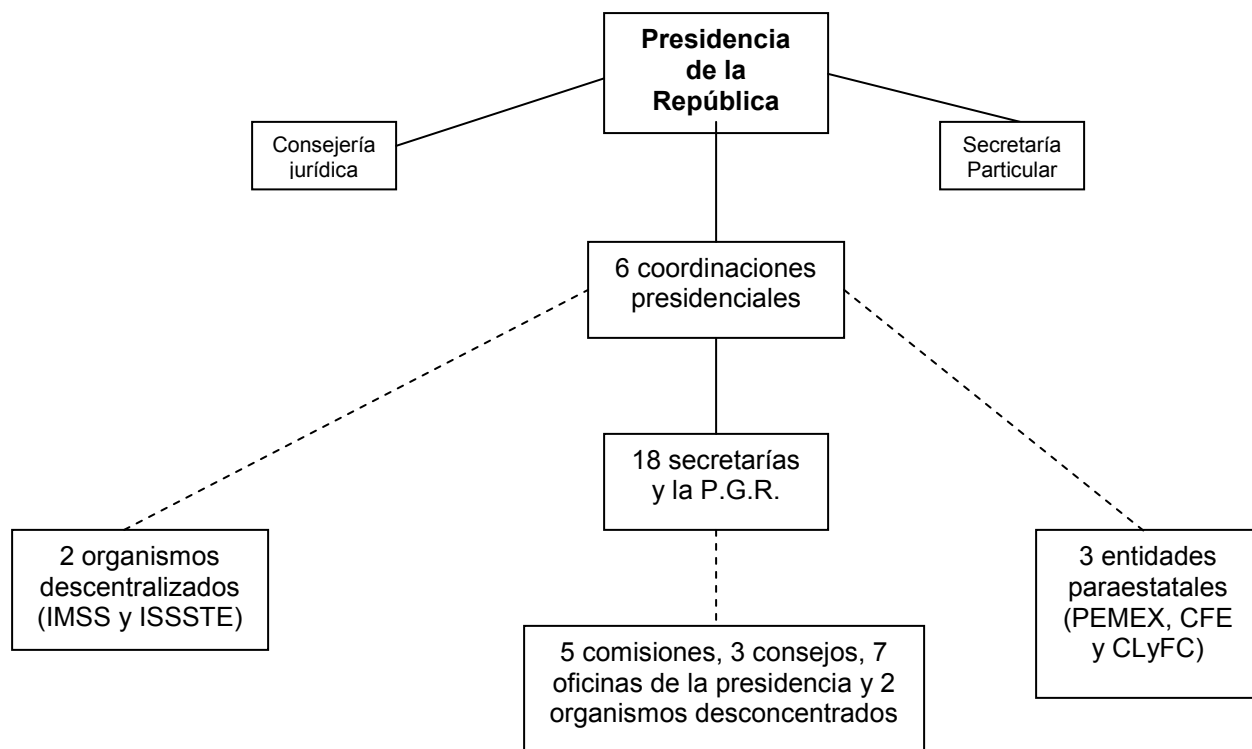 Presidencia
de la
República
Consejería
jurídica
Secretaría
Particular
6 coordinaciones
presidenciales
18 secretarías
y la P.G.R.
2 organismos
descentralizados
(IMSS y ISSSTE)
3 entidades
paraestatales
(PEMEX, CFE
y CLyFC)
5 comisiones, 3 consejos, 7
oficinas de la presidencia y 2
organismos desconcentrados